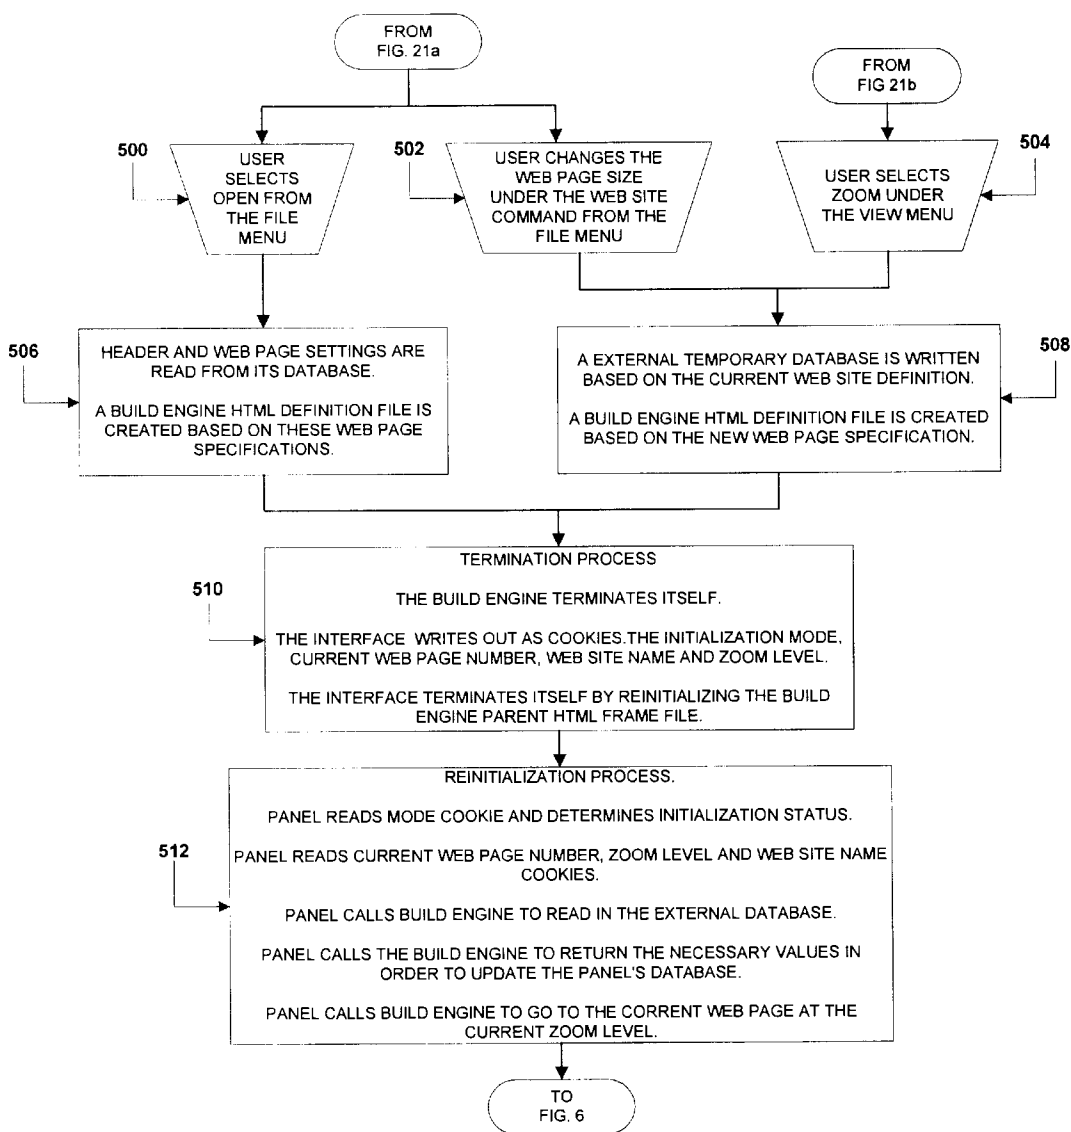 FROM
FIG. 21a
FROM
FIG 21b
500
USER
SELECTS
OPEN FROM
THE FILE
MENU
502
USER CHANGES THE
WEB PAGE SIZE
UNDER THE WEB SITE
COMMAND FROM THE
FILE MENU
504
USER SELECTS
ZOOM UNDER
THE VIEW MENU
506
HEADER AND WEB PAGE SETTINGS ARE
READ FROM ITS DATABASE.
A BUILD ENGINE HTML DEFINITION FILE IS
CREATED BASED ON THESE WEB PAGE
SPECIFICATIONS.
508
A EXTERNAL TEMPORARY DATABASE IS WRITTEN
BASED ON THE CURRENT WEB SITE DEFINITION.
A BUILD ENGINE HTML DEFINITION FILE IS CREATED
BASED ON THE NEW WEB PAGE SPECIFICATION.
510
TERMINATION PROCESS
THE BUILD ENGINE TERMINATES ITSELF.
THE INTERFACE WRITES OUT AS COOKIES.THE INITIALIZATION MODE,
CURRENT WEB PAGE NUMBER, WEB SITE NAME AND ZOOM LEVEL.
THE INTERFACE TERMINATES ITSELF BY REINITIALIZING THE BUILD
ENGINE PARENT HTML FRAME FILE.
512
REINITIALIZATION PROCESS.
PANEL READS MODE COOKIE AND DETERMINES INITIALIZATION STATUS.
PANEL READS CURRENT WEB PAGE NUMBER, ZOOM LEVEL AND WEB SITE NAME
COOKIES.
PANEL CALLS BUILD ENGINE TO READ IN THE EXTERNAL DATABASE.
PANEL CALLS THE BUILD ENGINE TO RETURN THE NECESSARY VALUES IN
ORDER TO UPDATE THE PANEL'S DATABASE.
PANEL CALLS BUILD ENGINE TO GO TO THE CORRENT WEB PAGE AT THE
CURRENT ZOOM LEVEL.
TO
FIG. 6